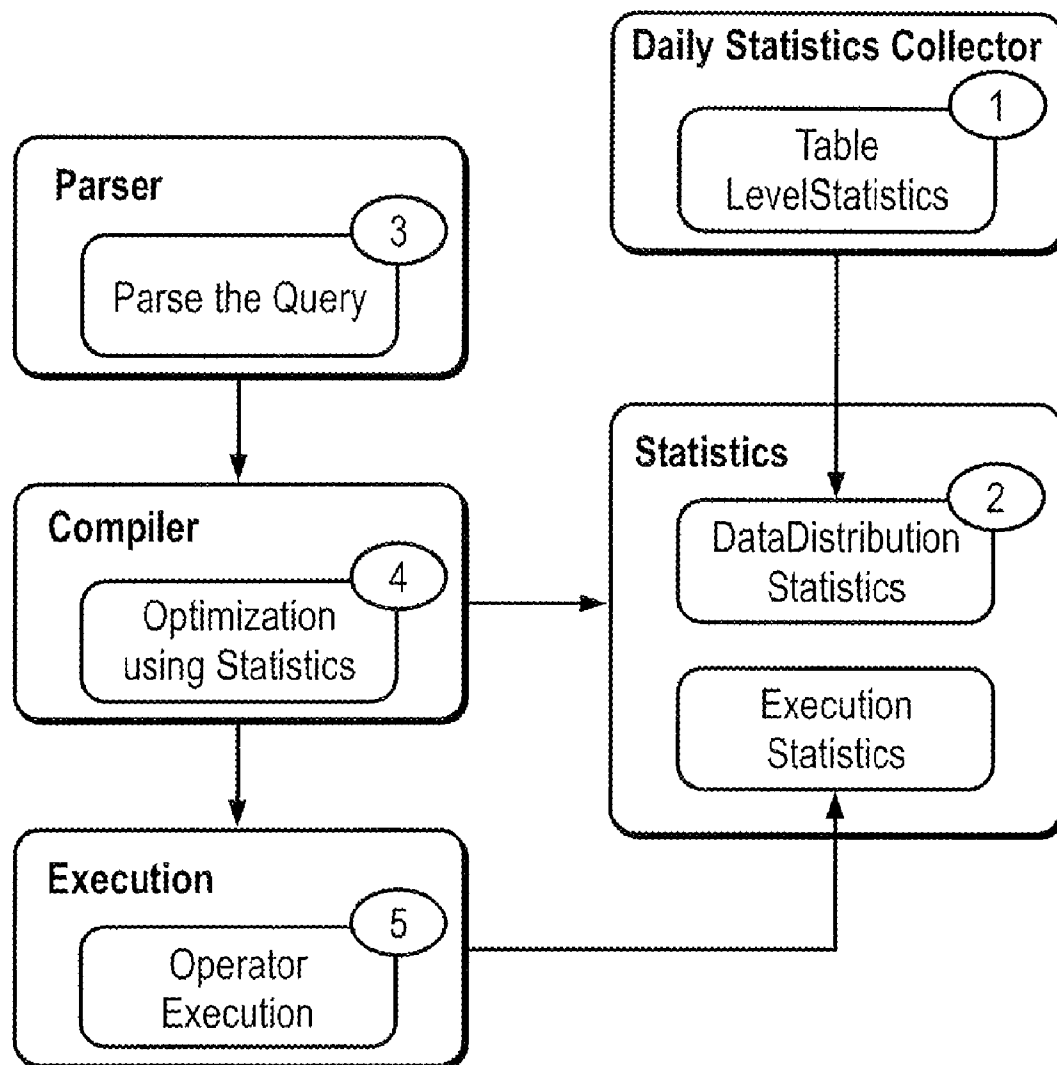 Daily Statistics Collector
1
Table
LevelStatistics
Parser
3
Parse the Query
Statistics
2
DataDistribution
Statistics
Execution
Statistics
Compiler
4
Optimization
using Statistics
Execution
5
Operator
Execution